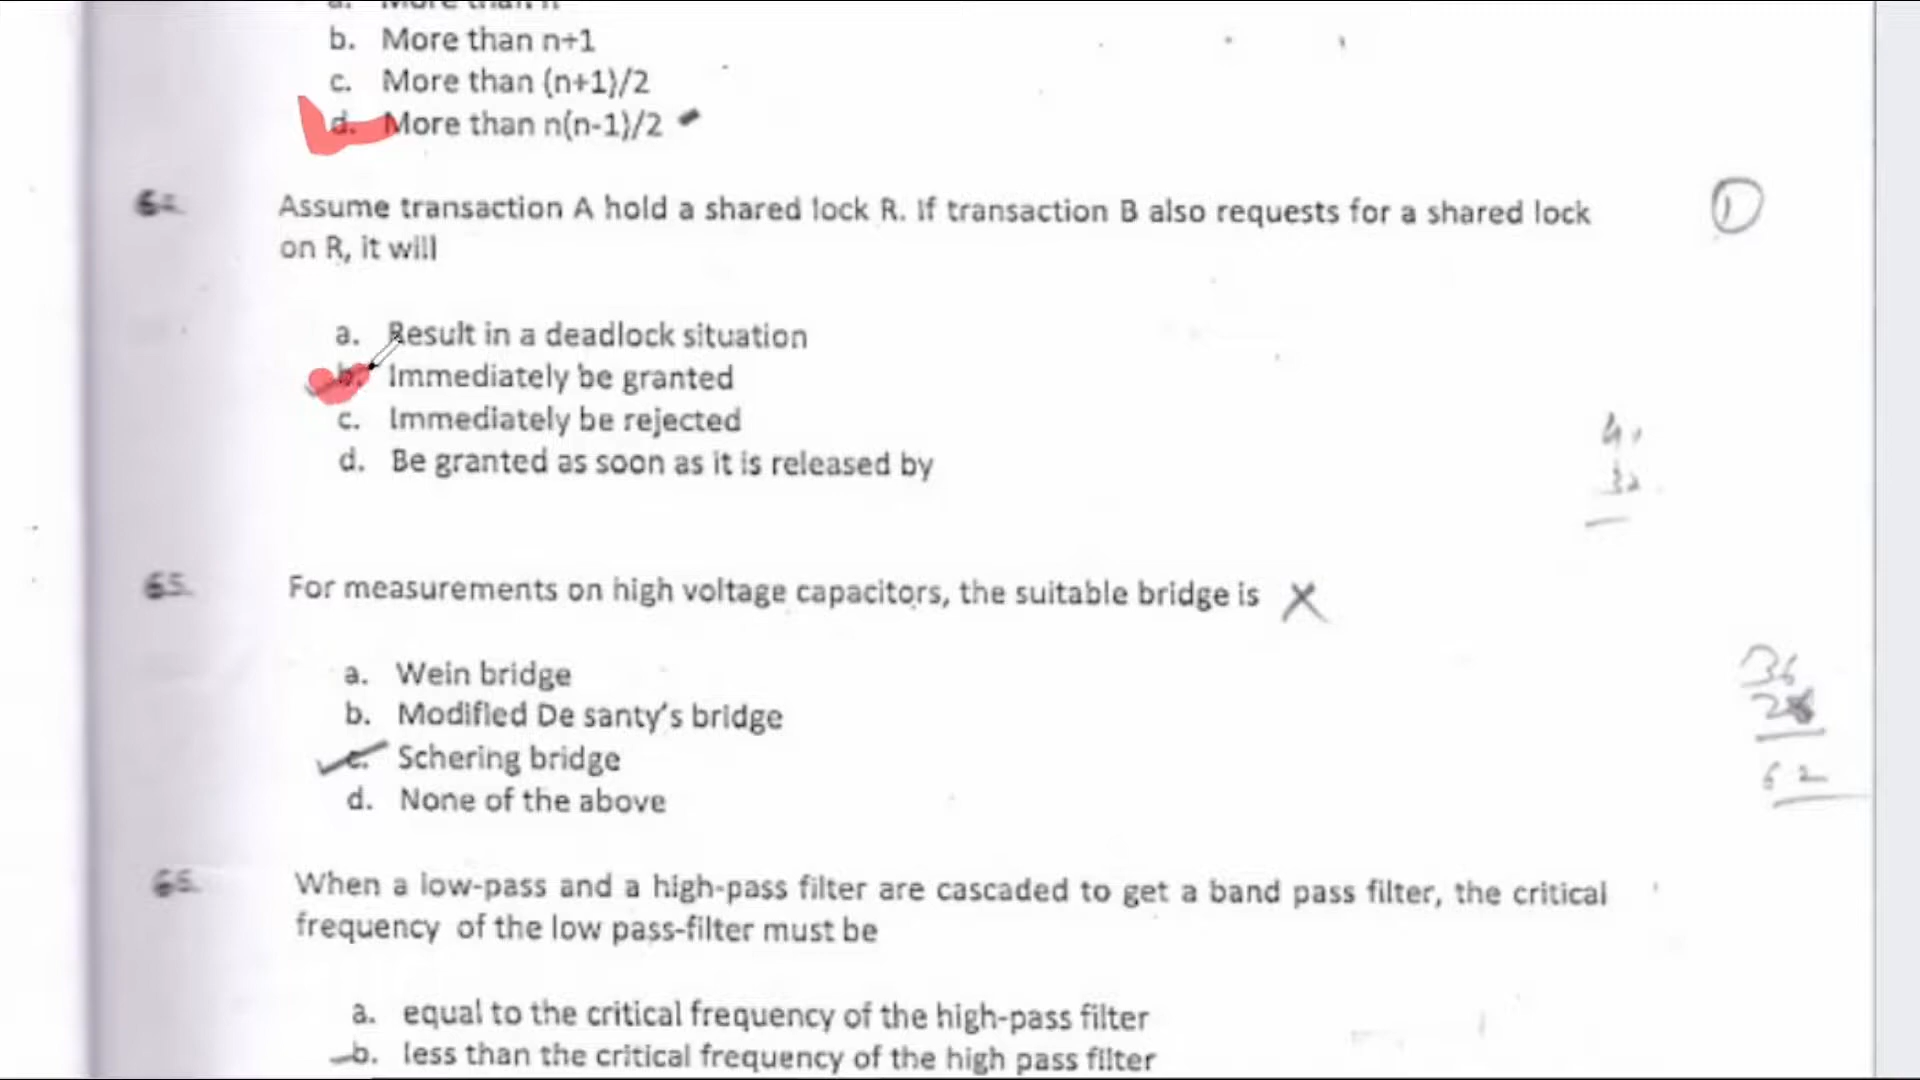 b. More than n+1
c. More than (n+1)/2
d. More than n(n-1)/2
Assume transaction A hold a shared lock R. If transaction B also requests for a shared lock
on R, it will
1
a. Result in a deadlock situation
b. Immediately be granted
c. Immediately be rejected
d. Be granted as soon as it is released by
65. For measurements on high voltage capacitors, the suitable bridge is X
a. Wein bridge
b. Modified De santy's bridge
c. Schering bridge
d. None of the above
36
62
When a low-pass and a high-pass filter are cascaded to get a band pass filter, the critical
frequency of the low pass-filter must be
a. equal to the critical frequency of the high-pass filter
b. less than the critical frequency of the high pass filter